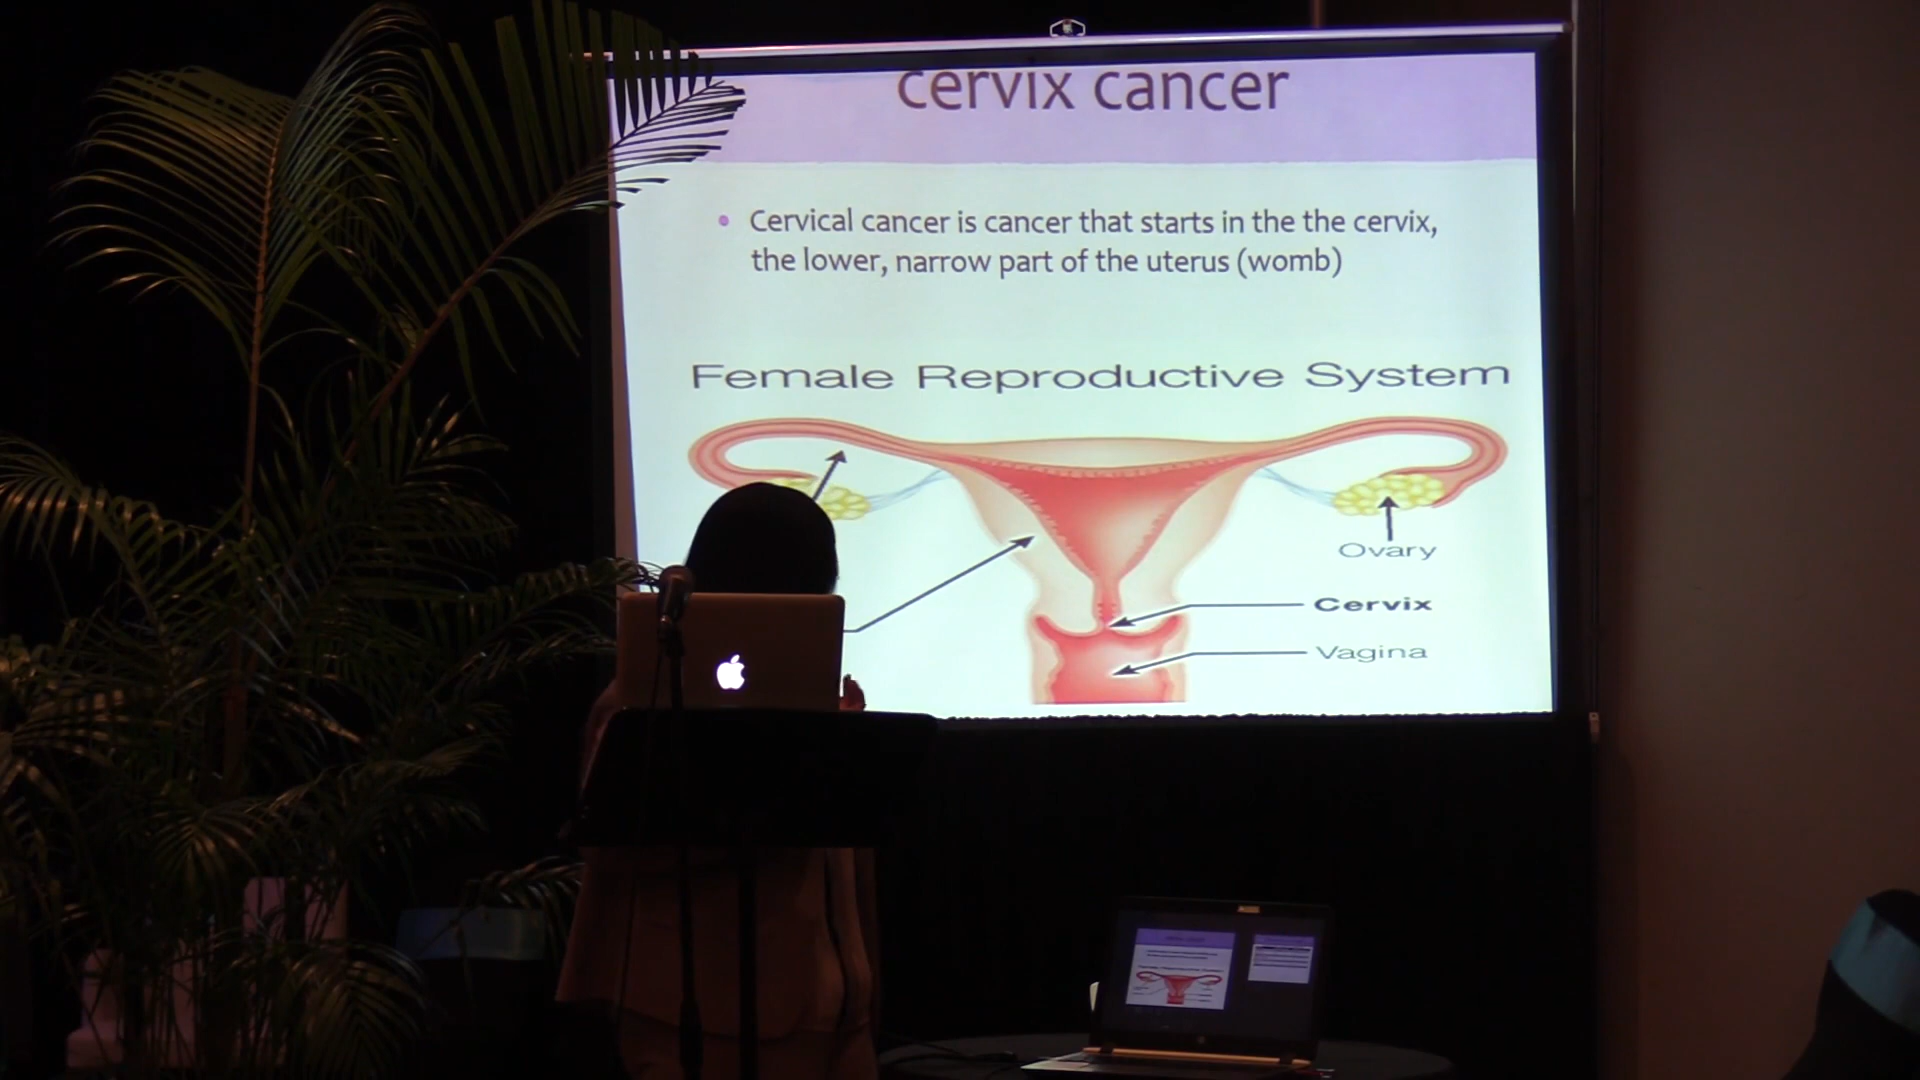 cervix cancer
• Cervical cancer is cancer that starts in the the cervix,
the lower, narrow part of the uterus (womb)
Female Reproductive System
Ovary
Cervix
Vagina